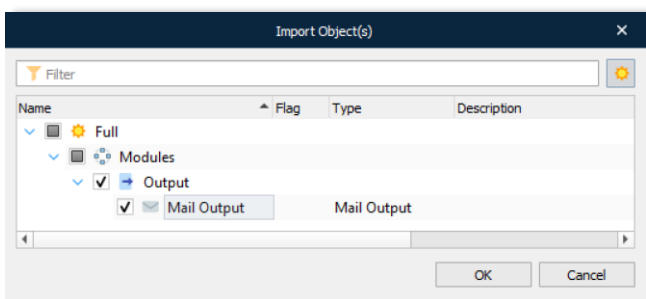 Import Object(s)
Filter
Name Flag Type Description
Full
Modules
Output
Mail Output Mail Output
OK Cancel